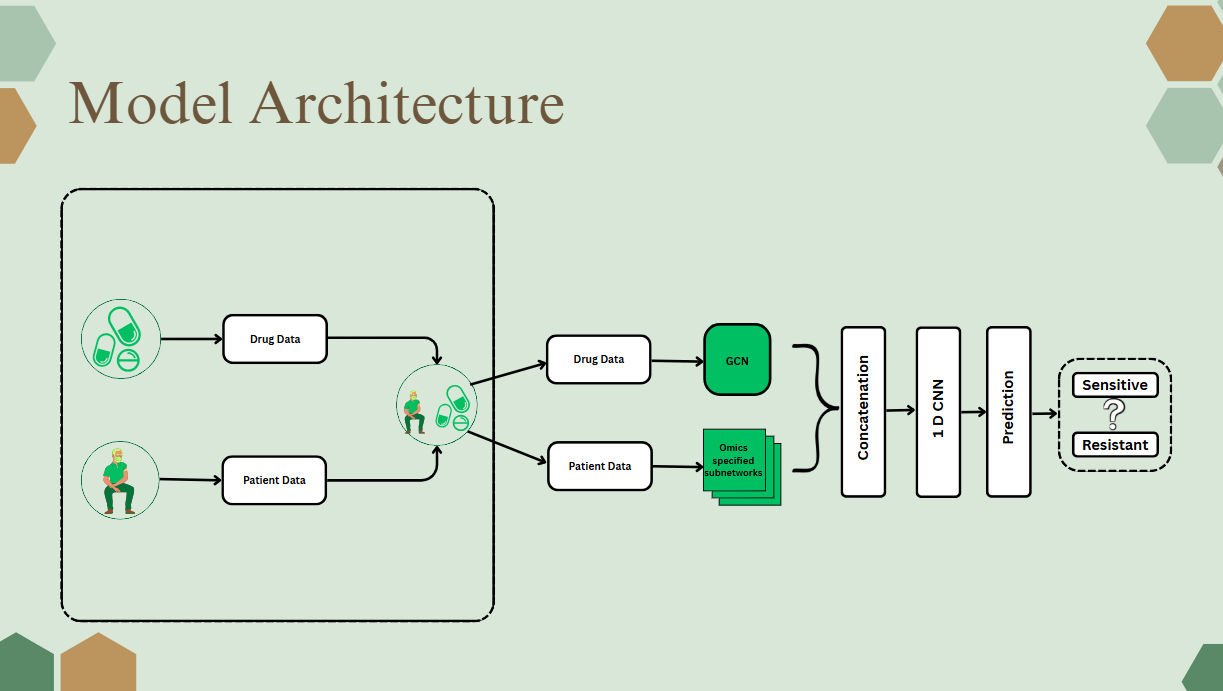 Model Architecture
Drug Data
Patient Data
Drug Data
GCN
Patient Data
Omics
specified
subnetworks
Concatenation
1 D CNN
Prediction
Sensitive
?
Resistant